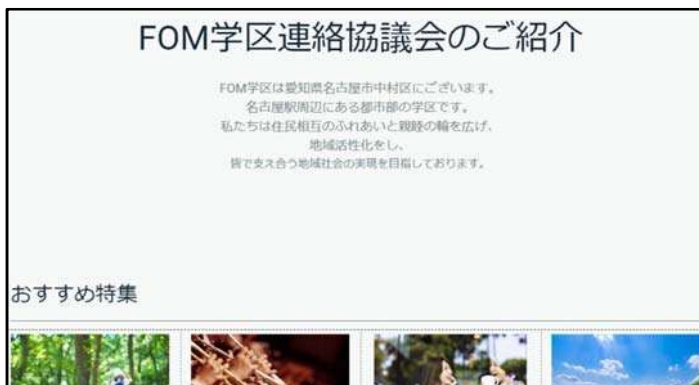 FOM学区連絡協議会のご紹介
FOM学区は愛知県名古屋市中村区にございます。
名古屋駅周辺にある都市部の学区です。
私たちは住民相互のふれあいと親睦の輪を広げ、
地域活性化をし、
皆で支え合う地域社会の実現を目指しております。
おすすめ特集